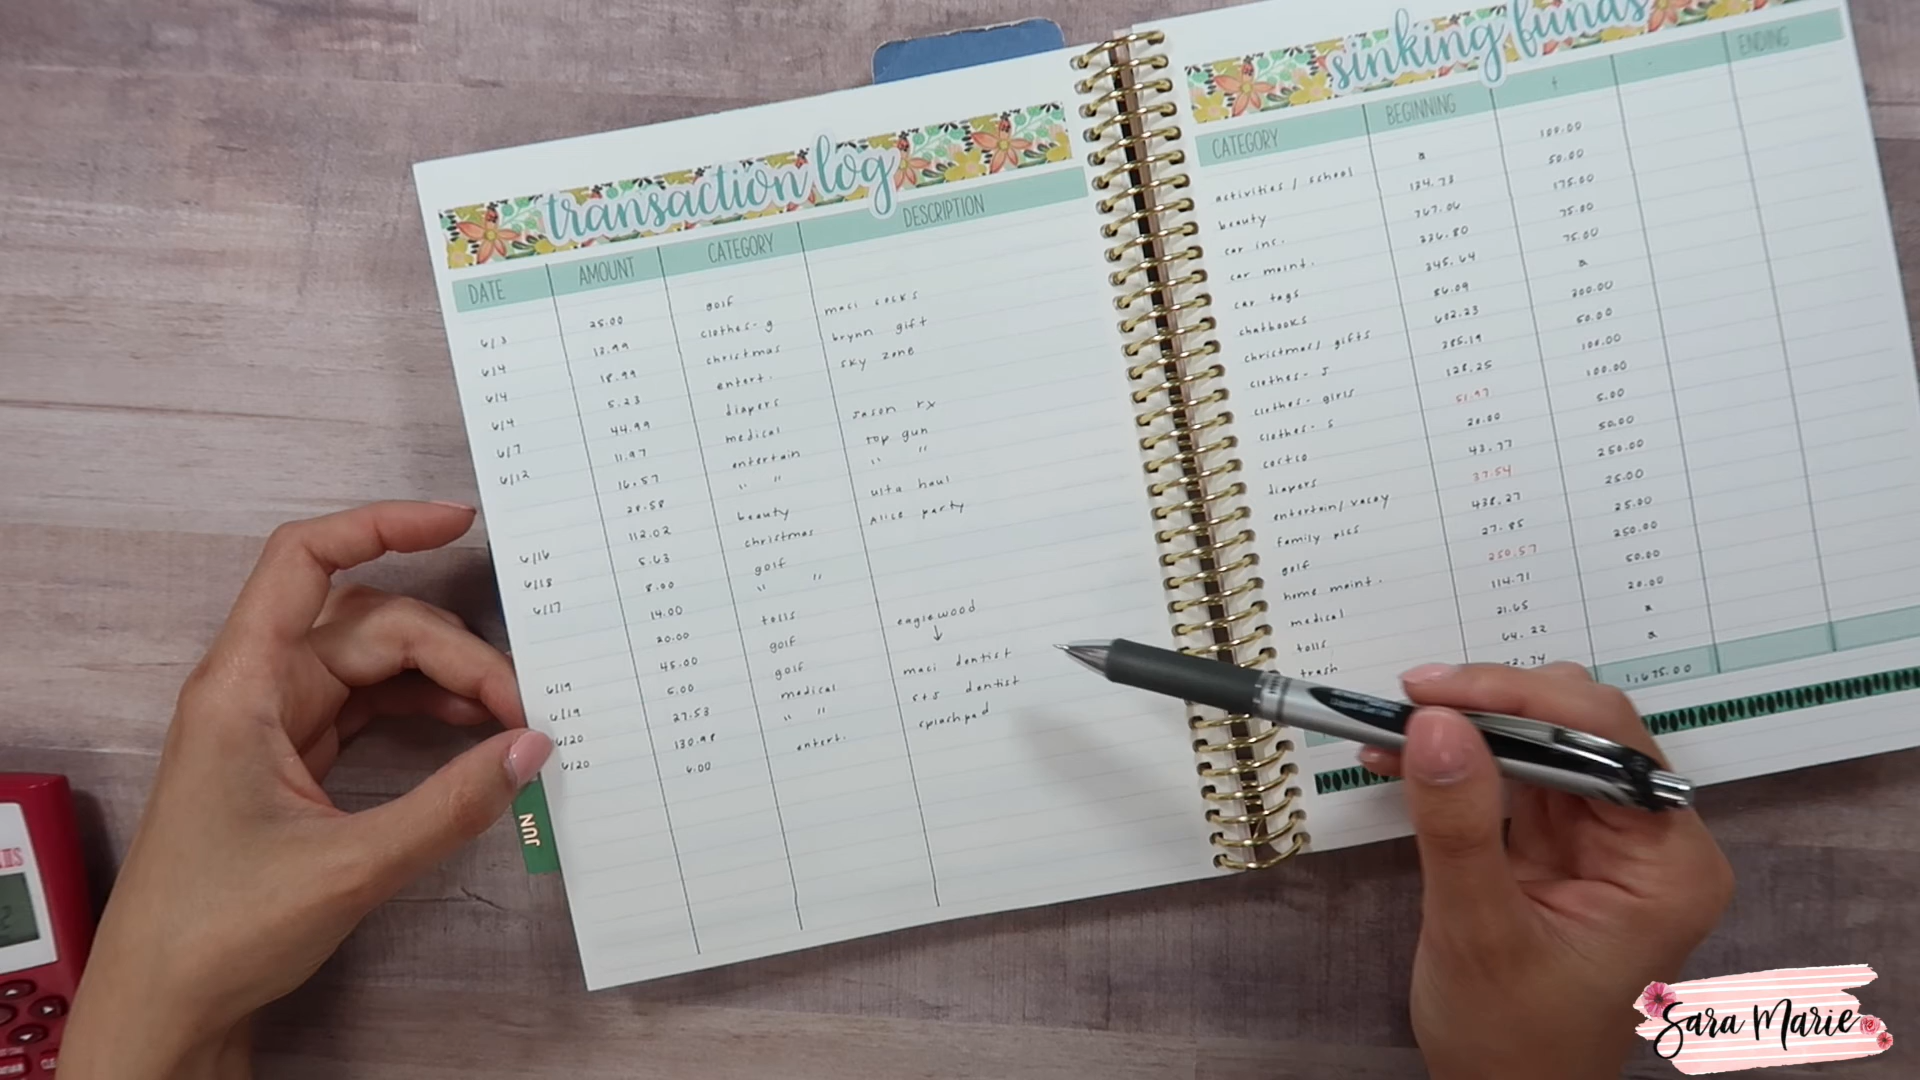 transaction log
DATE AMOUNT CATEGORY DESCRIPTION
6/3 25.00 golf
6/4 12.99 clothes-g maci socks
6/4 18.99 christmas brynn gift
6/4 5.23 entert. sky zone
6/7 44.99 diapers
6/12 11.97 medical jason rx
16.57 entertain top gun
28.58 " " " "
6/16 112.02 beauty ulta haul
6/18 5.63 christmas Alice party
6/17 8.00 golf
14.00 " "
20.00 tolls
6/19 45.00 golf eaglewood
6/19 5.00 golf ↓
6/20 27.53 medical maci dentist
6/20 130.98 " " s+s dentist
6.00 entert. splashpad
JUN
sinking funds
CATEGORY BEGINNING + - ENDING
activities / school ø 100.00
beauty 134.73 50.00
car ins. 767.06 175.00
car maint. 336.80 75.00
car tags 345.64 75.00
chatbooks 86.09 ø
christmas/ gifts 602.23 200.00
clothes- J 285.19 50.00
clothes- girls 128.25 100.00
clothes- s 51.97 100.00
costco 20.00 5.00
diapers 43.77 50.00
entertain/vacay 37.54 250.00
family pics 438.27 25.00
golf 27.85 25.00
home maint. 250.57 250.00
medical 114.71 50.00
tolls 21.65 20.00
trash 64.22 ø
ø
1,675.00
Sara Marie